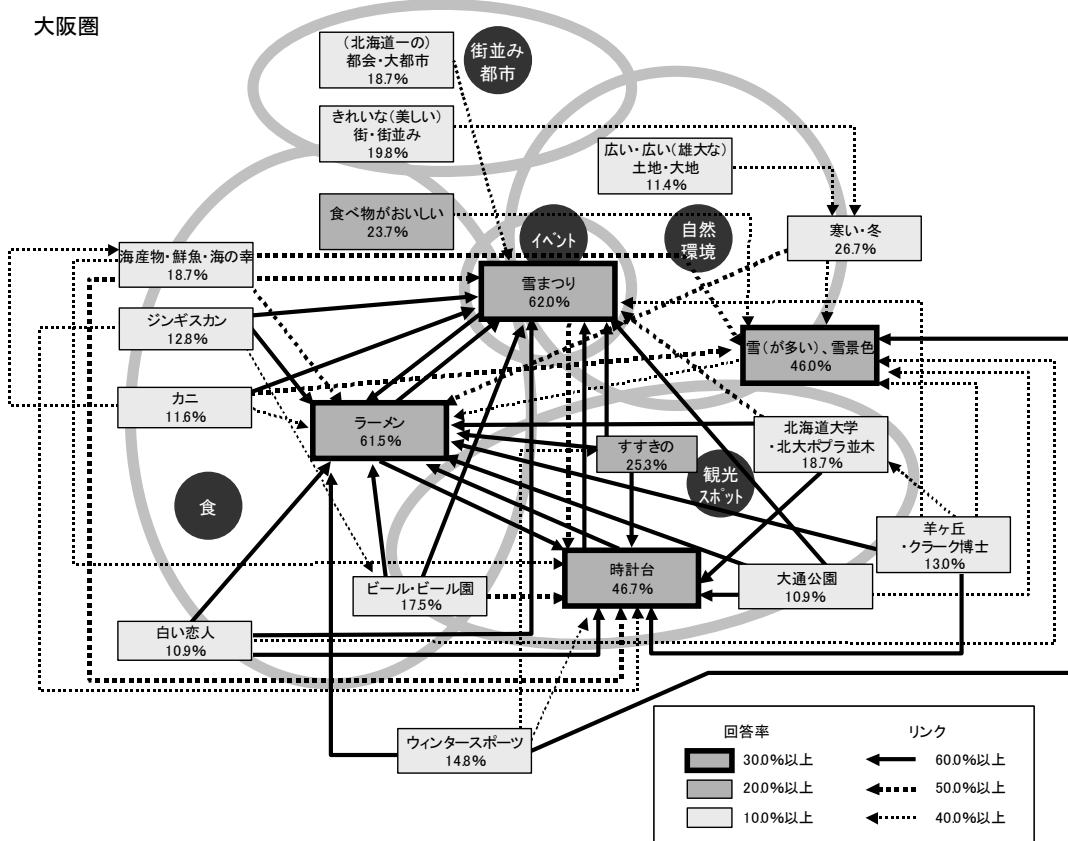 大阪圏
(北海道一の)
都会・大都市
18.7%
街並み
都市
きれいな(美しい)
街・街並み
19.8%
広い・広い(雄大な)
土地・大地
11.4%
食べ物がおいしい
23.7%
イベント
自然
環境
寒い・冬
26.7%
海産物・鮮魚・海の幸
18.7%
雪まつり
62.0%
ジンギスカン
12.8%
雪(が多い)、雪景色
46.0%
カニ
11.6%
ラーメン
61.5%
北海道大学
・北大ポプラ並木
18.7%
すすきの
25.3%
観光
スポット
食
羊ヶ丘
・クラーク博士
13.0%
時計台
46.7%
大通公園
10.9%
ビール・ビール園
17.5%
白い恋人
10.9%
ウィンタースポーツ
14.8%
回答率
リンク
30.0%以上
60.0%以上
20.0%以上
50.0%以上
10.0%以上
40.0%以上